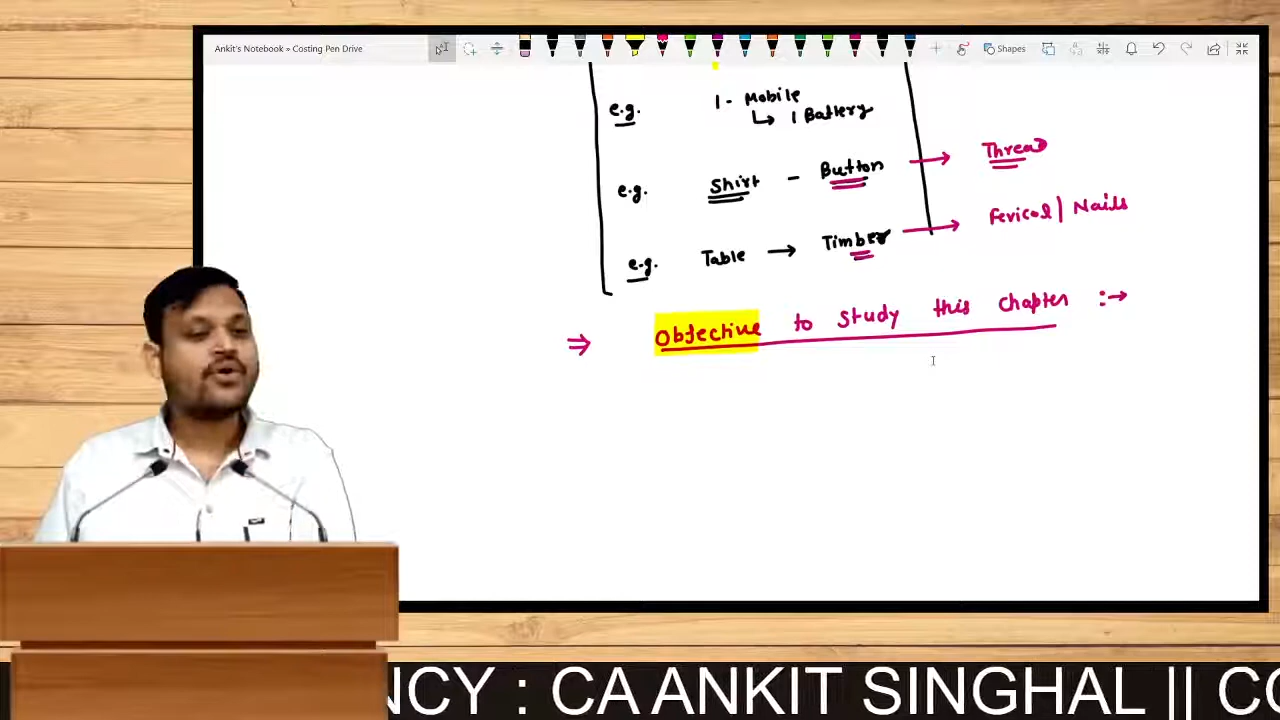 Ankit's Notebook » Costing Pen Drive
Shapes
e.g. 1 - Mobile
↳ 1 Battery
e.g. Shirt - Button → Thread
e.g. Table → Timber → Fevicol | Nails
⇒ Objective to study this chapter :→
NCY : CA ANKIT SINGHAL || CO